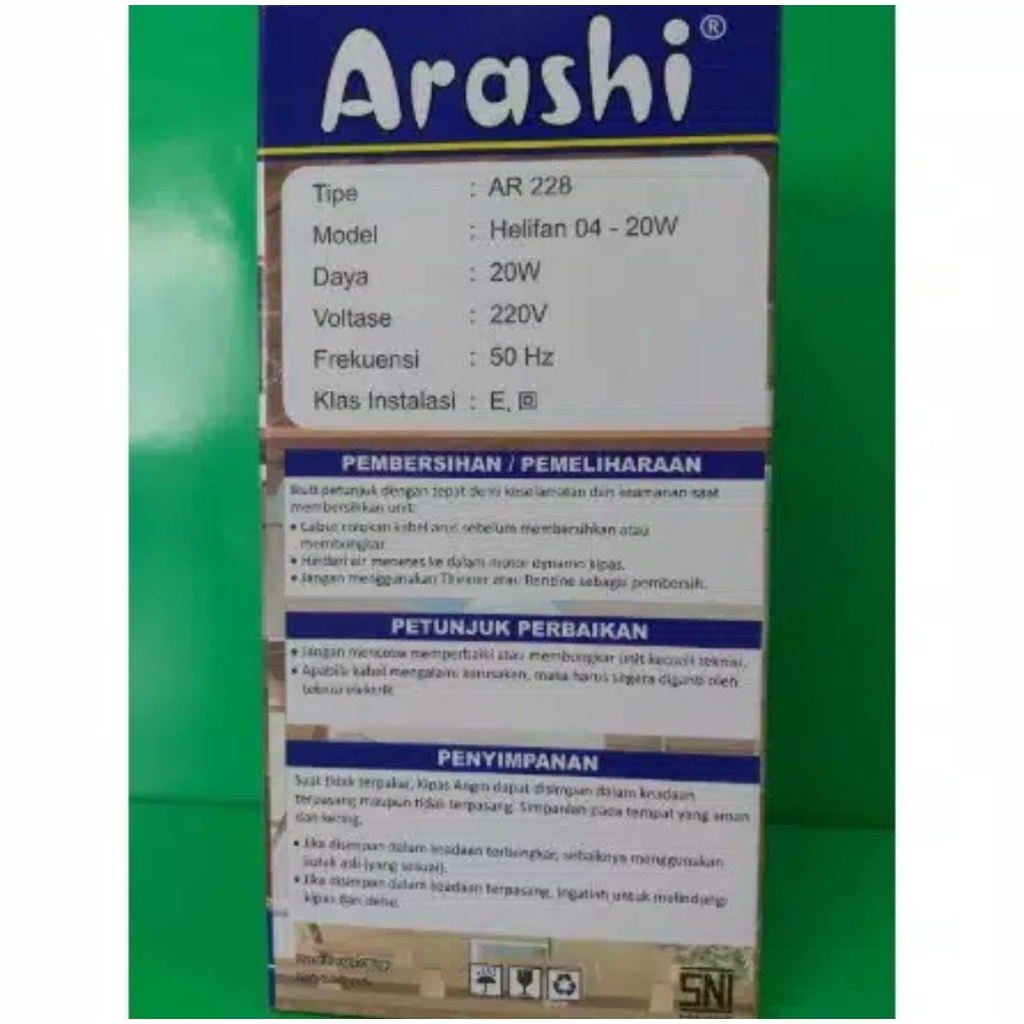 Arashi ®
Tipe : AR 228
Model : Helifan 04 - 20W
Daya : 20W
Voltase : 220V
Frekuensi : 50 Hz
Klas Instalasi : E,
PEMBERSIHAN / PEMELIHARAAN
Ikuti petunjuk dengan tepat demi keselamatan dan keamanan saat
membersihkan unit.
• Cabut colokan kabel arus sebelum membersihkan atau
membongkar
• Hindari air menetes ke dalam motor dynamo kipas.
• Jangan menggunakan Thinner atau Benzine sebagai pembersih.
PETUNJUK PERBAIKAN
• Jangan mencoba memperbaiki atau membongkar unit kecuali teknisi.
• Apabila kabel mengalami kerusakan, maka harus segera diganti oleh
teknisi elektrik
PENYIMPANAN
Saat tidak terpakai, Kipas Angin dapat disimpan dalam keadaan
terpasang maupun tidak terpasang. Simpanlah pada tempat yang aman
dan kering.
• Jika disimpan dalam keadaan terbongkar, sebaiknya menggunakan
kotak asli (yang sesuai).
• Jika disimpan dalam keadaan terpasang, ingatlah untuk melindungi
kipas dari debu.
SNI